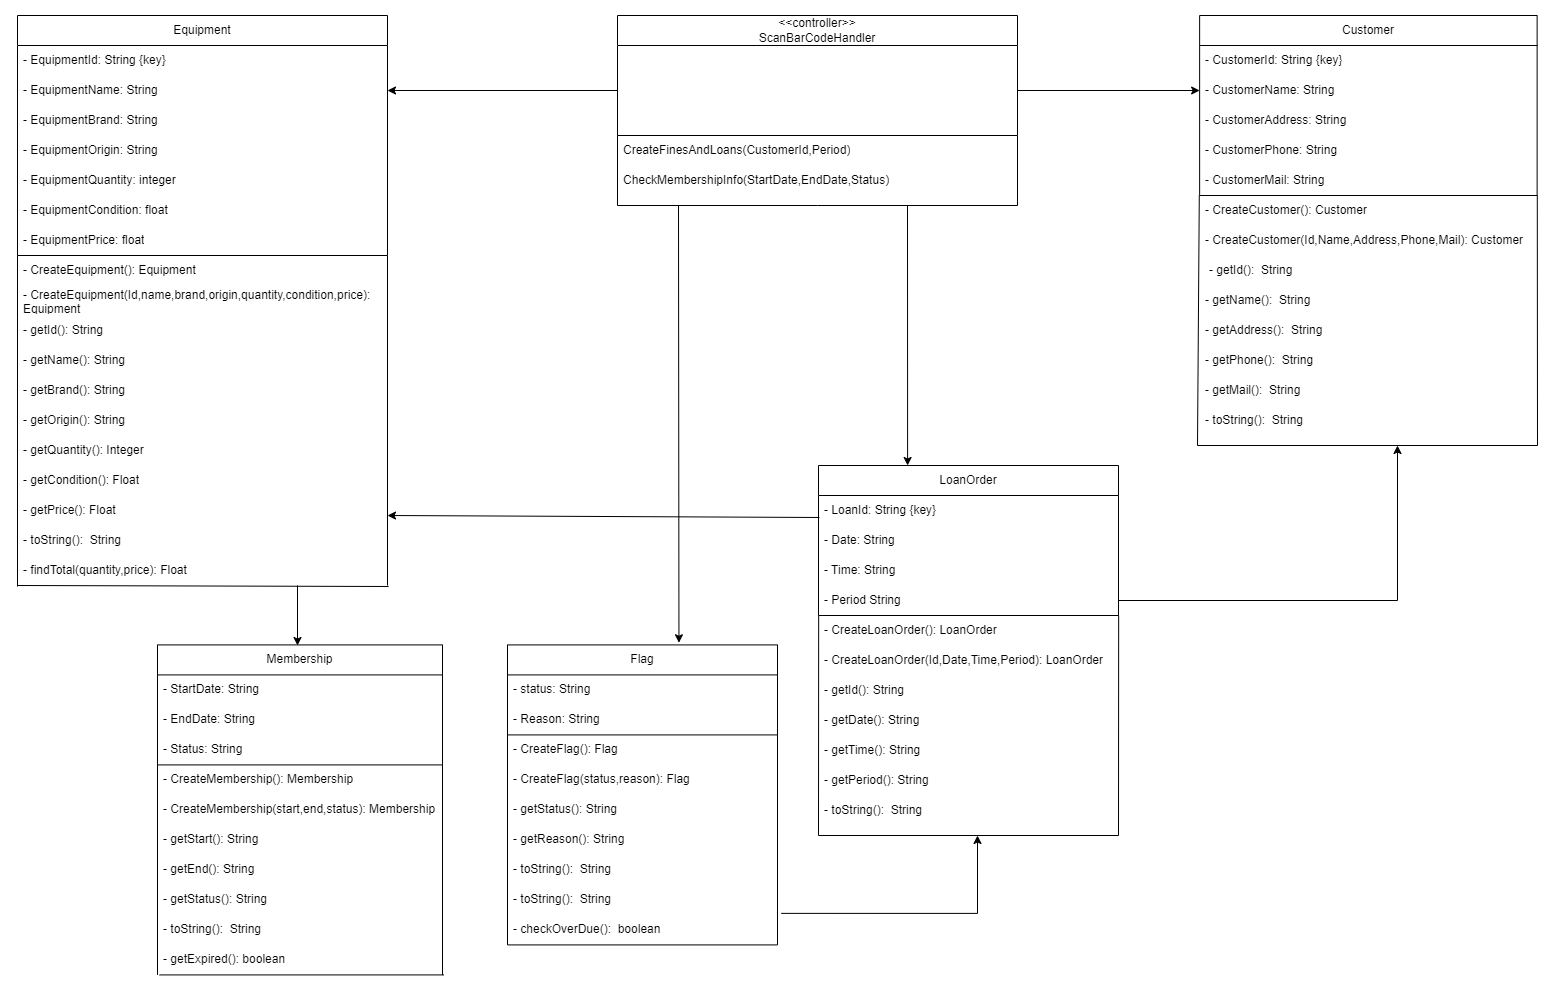 Equipment
- EquipmentId: String {key}
- EquipmentName: String
- EquipmentBrand: String
- EquipmentOrigin: String
- EquipmentQuantity: integer
- EquipmentCondition: float
- EquipmentPrice: float
- CreateEquipment(): Equipment
- CreateEquipment(Id,name,brand,origin,quantity,condition,price):
Equipment
- getId(): String
- getName(): String
- getBrand(): String
- getOrigin(): String
- getQuantity(): Integer
- getCondition(): Float
- getPrice(): Float
- toString():  String
- findTotal(quantity,price): Float
<<controller>>
ScanBarCodeHandler
CreateFinesAndLoans(CustomerId,Period)
CheckMembershipInfo(StartDate,EndDate,Status)
Customer
- CustomerId: String {key}
- CustomerName: String
- CustomerAddress: String
- CustomerPhone: String
- CustomerMail: String
- CreateCustomer(): Customer
- CreateCustomer(Id,Name,Address,Phone,Mail): Customer
- getId():  String
- getName():  String
- getAddress():  String
- getPhone():  String
- getMail():  String
- toString():  String
LoanOrder
- LoanId: String {key}
- Date: String
- Time: String
- Period String
- CreateLoanOrder(): LoanOrder
- CreateLoanOrder(Id,Date,Time,Period): LoanOrder
- getId(): String
- getDate(): String
- getTime(): String
- getPeriod(): String
- toString():  String
Membership
- StartDate: String
- EndDate: String
- Status: String
- CreateMembership(): Membership
- CreateMembership(start,end,status): Membership
- getStart(): String
- getEnd(): String
- getStatus(): String
- toString():  String
- getExpired(): boolean
Flag
- status: String
- Reason: String
- CreateFlag(): Flag
- CreateFlag(status,reason): Flag
- getStatus(): String
- getReason(): String
- toString():  String
- toString():  String
- checkOverDue():  boolean